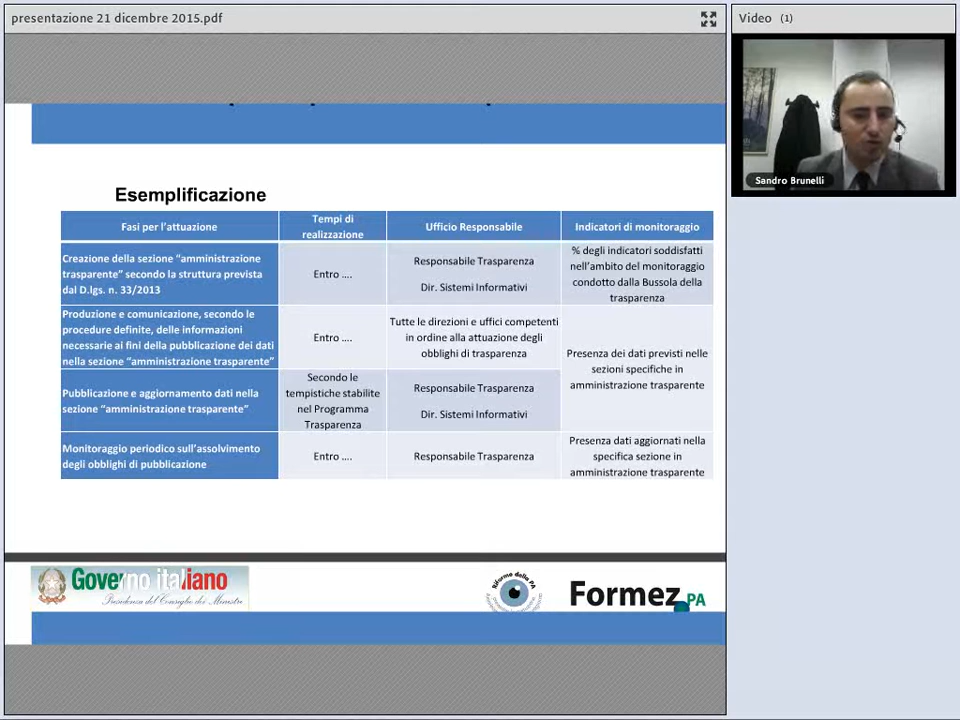 presentazione 21 dicembre 2015.pdf
Video (1)
Sandro Brunelli
Esemplificazione
Fasi per l'attuazione
Tempi di
realizzazione
Ufficio Responsabile
Indicatori di monitoraggio
Creazione della sezione "amministrazione
trasparente" secondo la struttura prevista
dal D.lgs. n. 33/2013
Entro ....
Responsabile Trasparenza
Dir. Sistemi Informativi
% degli indicatori soddisfatti
nell'ambito del monitoraggio
condotto dalla Bussola della
trasparenza
Produzione e comunicazione, secondo le
procedure definite, delle informazioni
necessarie ai fini della pubblicazione dei dati
nella sezione "amministrazione trasparente"
Entro ....
Tutte le direzioni e uffici competenti
in ordine alla attuazione degli
obblighi di trasparenza
Presenza dei dati previsti nelle
sezioni specifiche in
amministrazione trasparente
Pubblicazione e aggiornamento dati nella
sezione "amministrazione trasparente"
Secondo le
tempistiche stabilite
nel Programma
Trasparenza
Responsabile Trasparenza
Dir. Sistemi Informativi
Monitoraggio periodico sull'assolvimento
degli obblighi di pubblicazione
Entro ....
Responsabile Trasparenza
Presenza dati aggiornati nella
specifica sezione in
amministrazione trasparente
Governo italiano
Presidenza del Consiglio dei Ministri
Riforme della PA
Formez PA